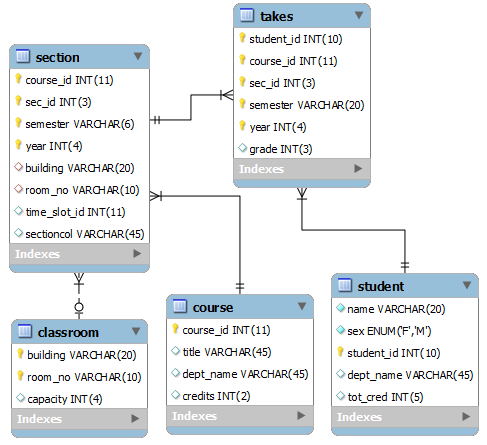 takes
student_id INT(10)
course_id INT(11)
sec_id INT(3)
semester VARCHAR(20)
year INT(4)
grade INT(3)
Indexes
section
course_id INT(11)
sec_id INT(3)
semester VARCHAR(6)
year INT(4)
building VARCHAR(20)
room_no VARCHAR(10)
time_slot_id INT(11)
sectioncol VARCHAR(45)
Indexes
classroom
building VARCHAR(20)
room_no VARCHAR(10)
capacity INT(4)
Indexes
course
course_id INT(11)
title VARCHAR(45)
dept_name VARCHAR(45)
credits INT(2)
Indexes
student
name VARCHAR(20)
sex ENUM('F','M')
student_id INT(10)
dept_name VARCHAR(45)
tot_cred INT(5)
Indexes